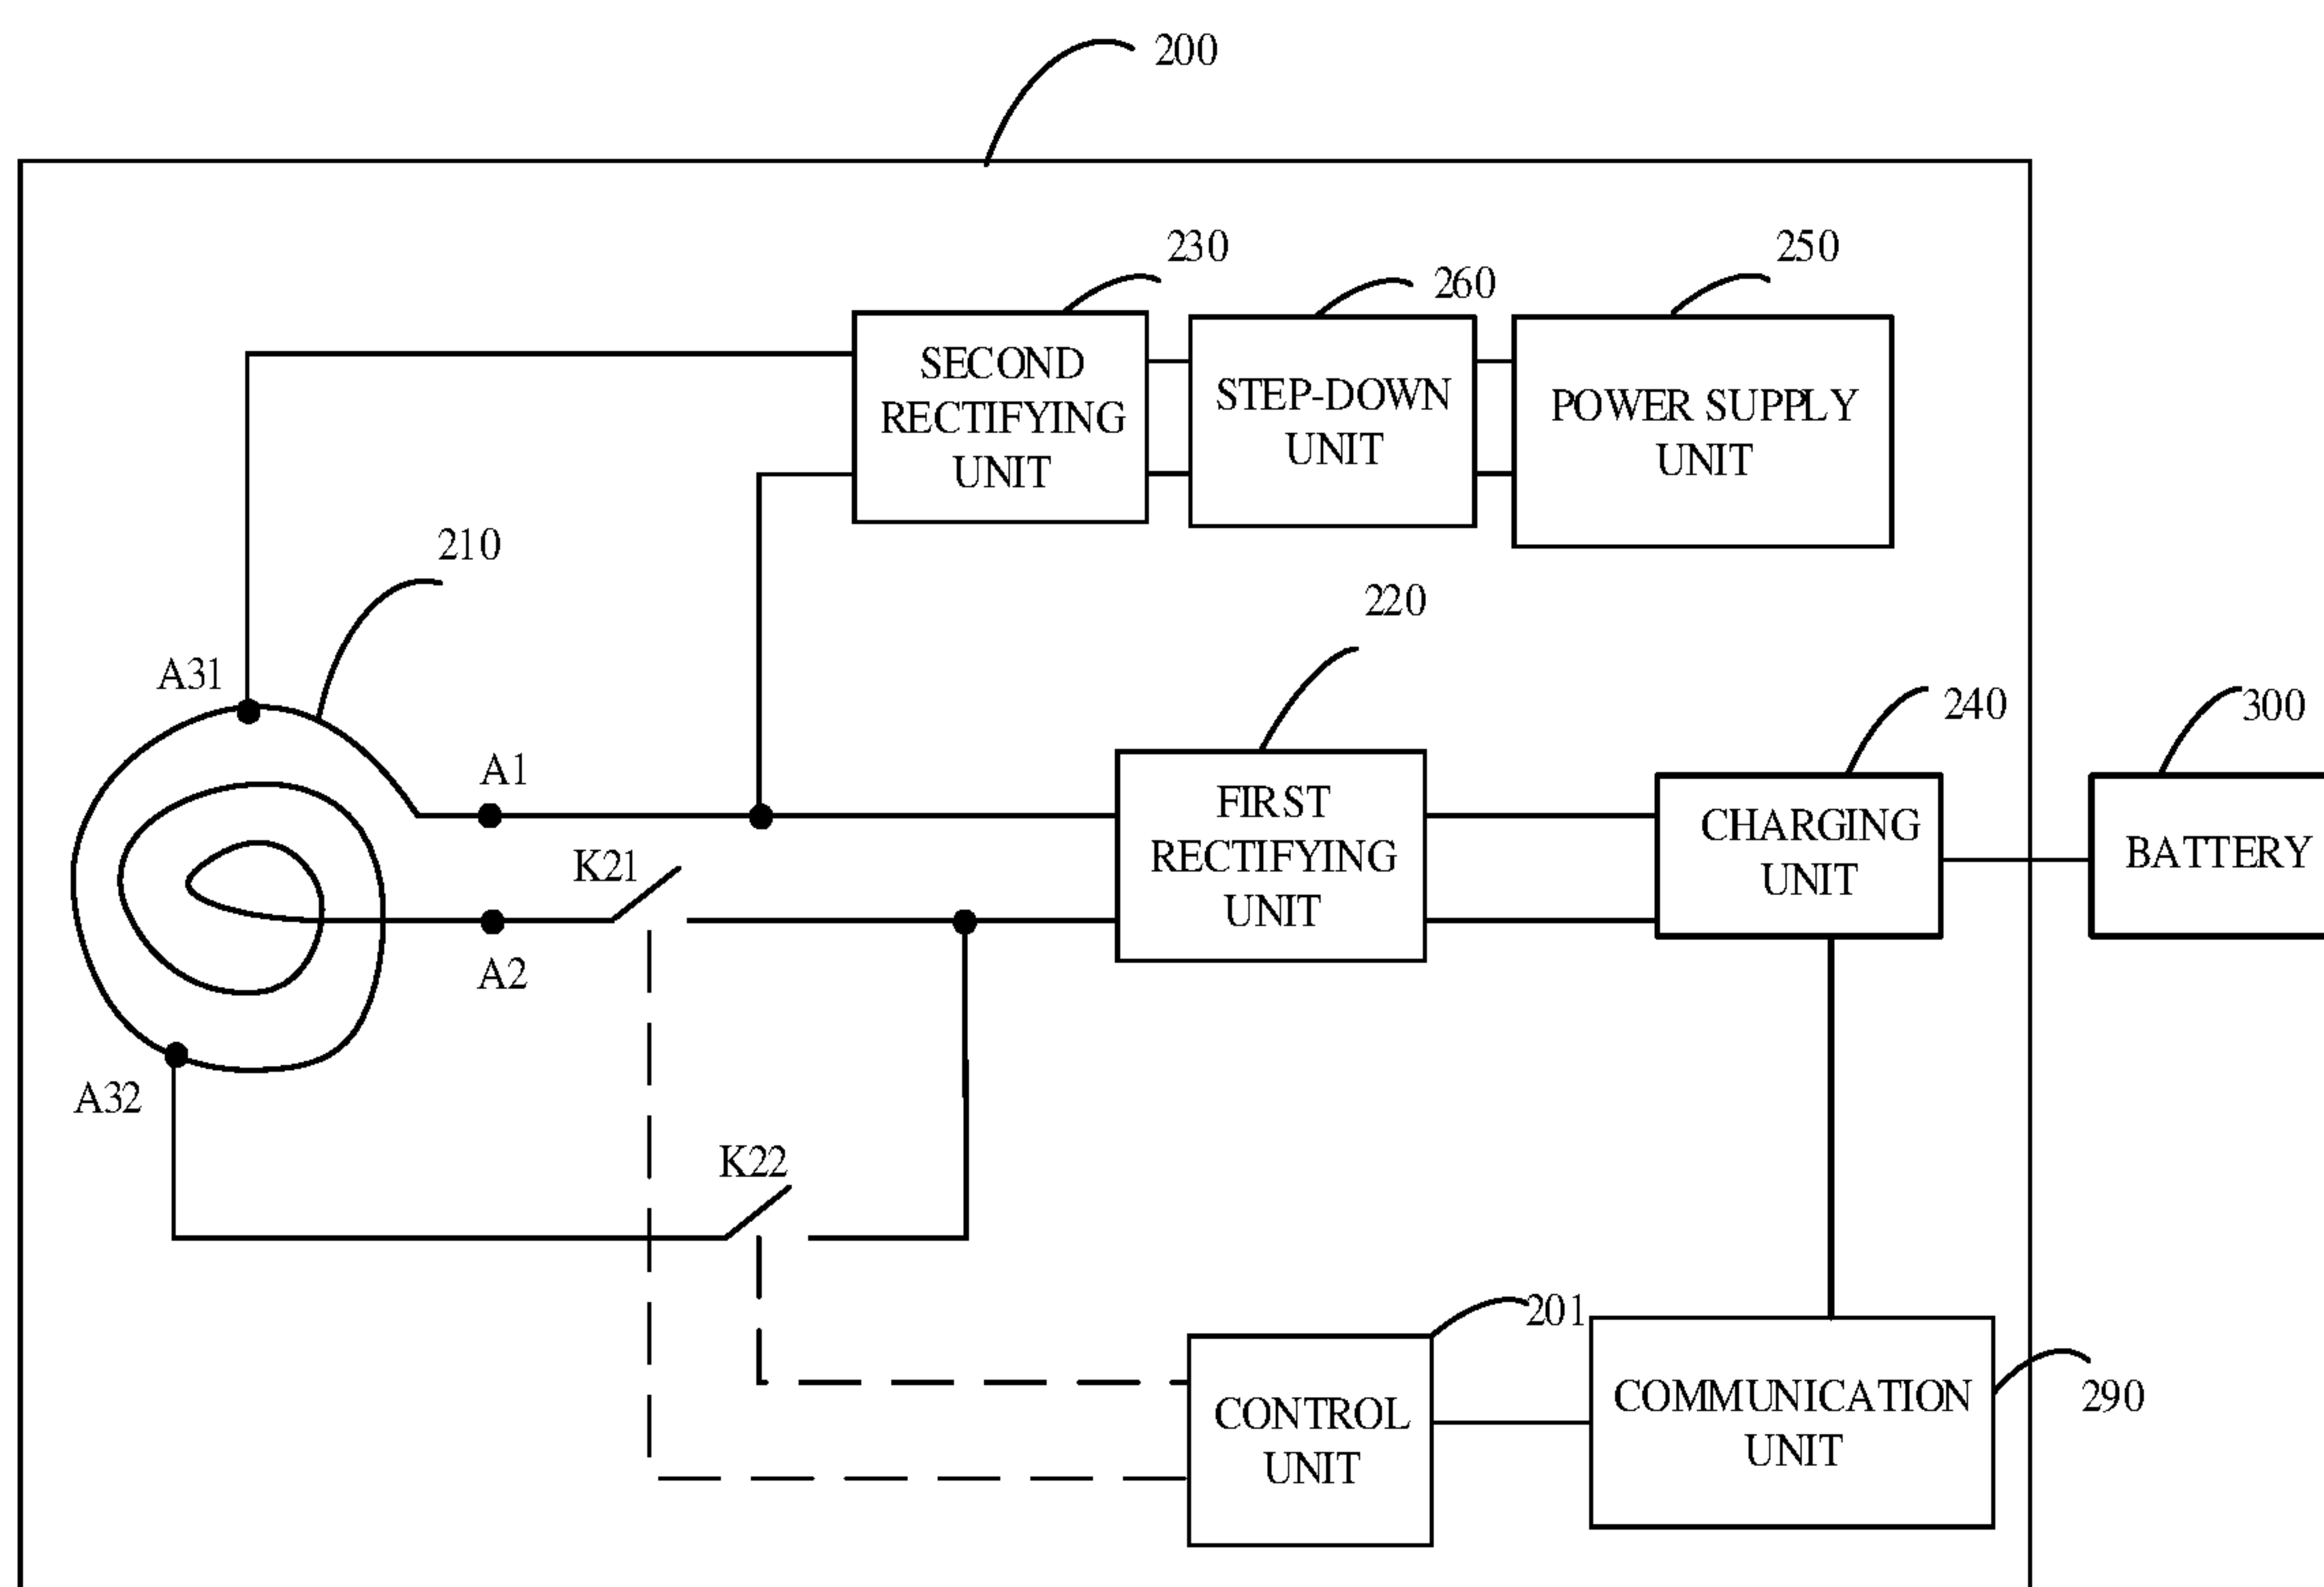 200
230
260
250
SECOND
RECTIFYING
UNIT
STEP-DOWN
UNIT
POWER SUPPLY
UNIT
210
220
A31
240
300
A1
FIRST
RECTIFYING
UNIT
CHARGING
UNIT
BATTERY
K21
A2
A32
K22
201
CONTROL
UNIT
COMMUNICATION
UNIT
290